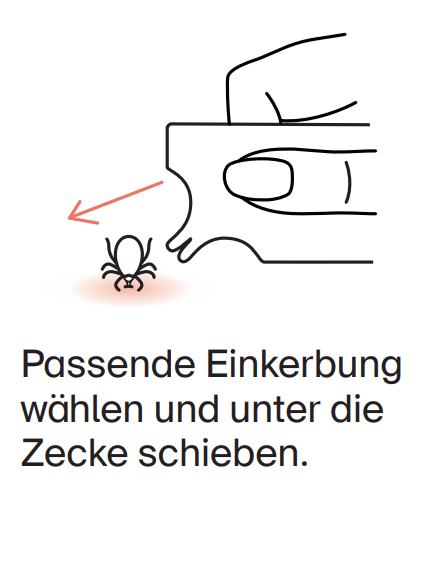 Passende Einkerbung
wählen und unter die
Zecke schieben.